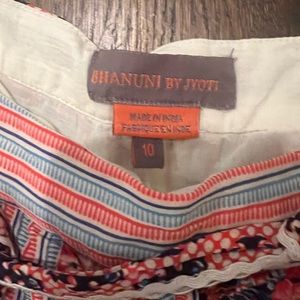 BHANUNI BY JYOTI
MADE IN INDIA
FABRIQUE EN INDE
10